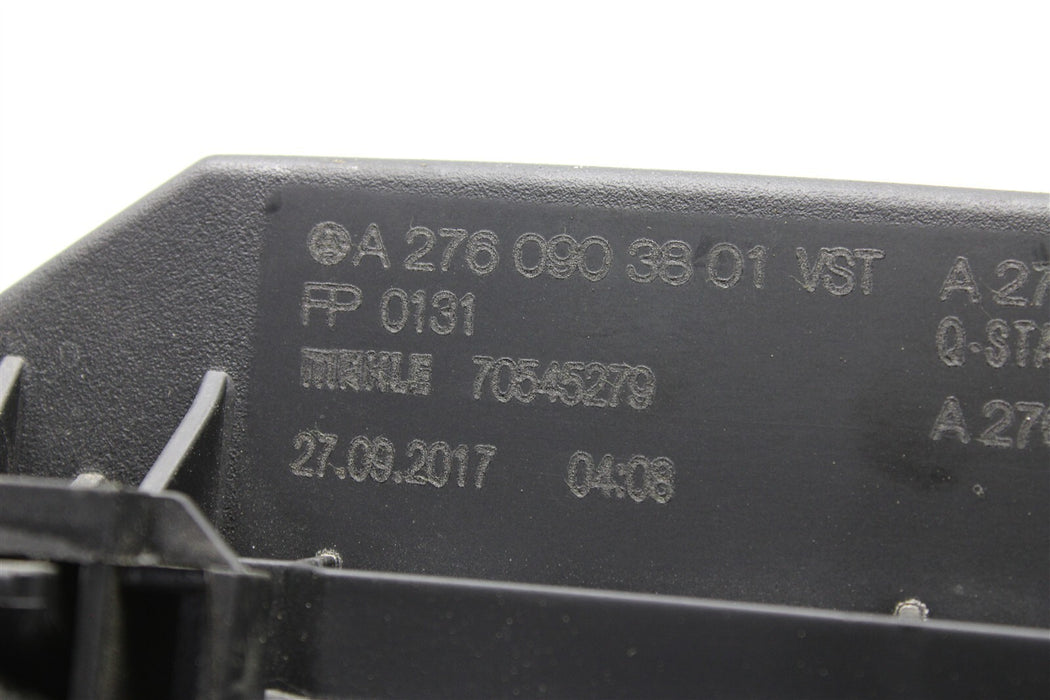 A 276 090 38 01 VST
FP 0131
MAHLE 70545279
27.09.2017 04:08
A 27
Q-STA
A 276